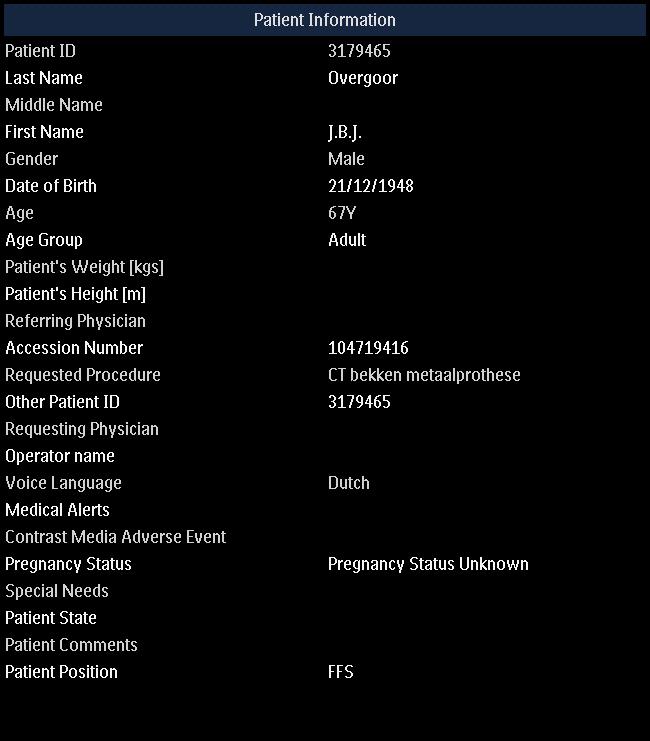 Patient Information
Patient ID 3179465
Last Name Overgoor
Middle Name
First Name J.B.J.
Gender Male
Date of Birth 21/12/1948
Age 67Y
Age Group Adult
Patient's Weight [kgs]
Patient's Height [m]
Referring Physician
Accession Number 104719416
Requested Procedure CT bekken metaalprothese
Other Patient ID 3179465
Requesting Physician
Operator name
Voice Language Dutch
Medical Alerts
Contrast Media Adverse Event
Pregnancy Status Pregnancy Status Unknown
Special Needs
Patient State
Patient Comments
Patient Position FFS